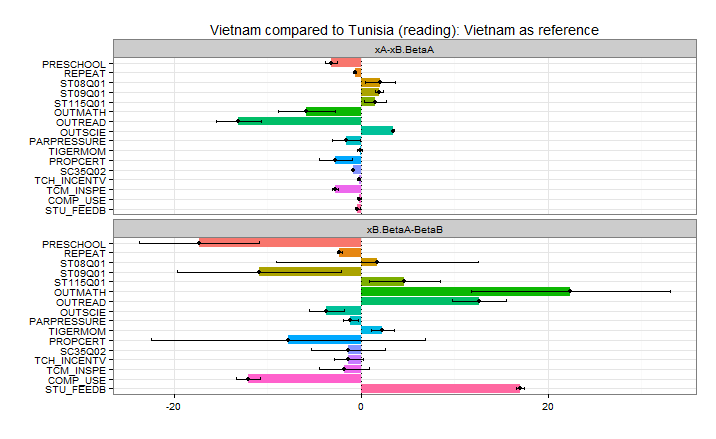 Vietnam compared to Tunisia (reading): Vietnam as reference
xA-xB.BetaA
PRESCHOOL
REPEAT
ST08Q01
ST09Q01
ST115Q01
OUTMATH
OUTREAD
OUTSCIE
PARPRESSURE
TIGERMOM
PROPCERT
SC35Q02
TCH_INCENTV
TCM_INSPE
COMP_USE
STU_FEEDB
xB.BetaA-BetaB
PRESCHOOL
REPEAT
ST08Q01
ST09Q01
ST115Q01
OUTMATH
OUTREAD
OUTSCIE
PARPRESSURE
TIGERMOM
PROPCERT
SC35Q02
TCH_INCENTV
TCM_INSPE
COMP_USE
STU_FEEDB
-20 0 20